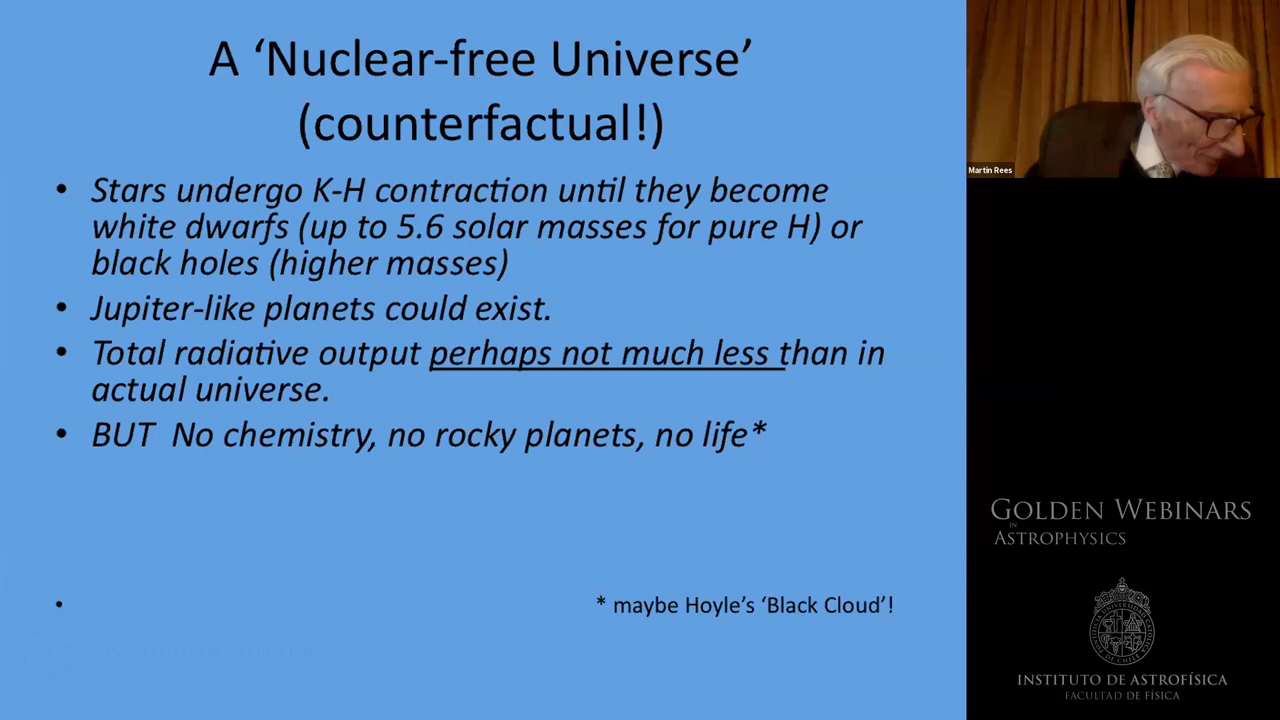 A ‘Nuclear-free Universe’
(counterfactual!)
• Stars undergo K-H contraction until they become
white dwarfs (up to 5.6 solar masses for pure H) or
black holes (higher masses)
• Jupiter-like planets could exist.
• Total radiative output perhaps not much less than in
actual universe.
• BUT  No chemistry, no rocky planets, no life*
•
* maybe Hoyle’s ‘Black Cloud’!
Martin Rees
GOLDEN WEBINARS
IN
ASTROPHYSICS
INSTITUTO DE ASTROFÍSICA
FACULTAD DE FÍSICA